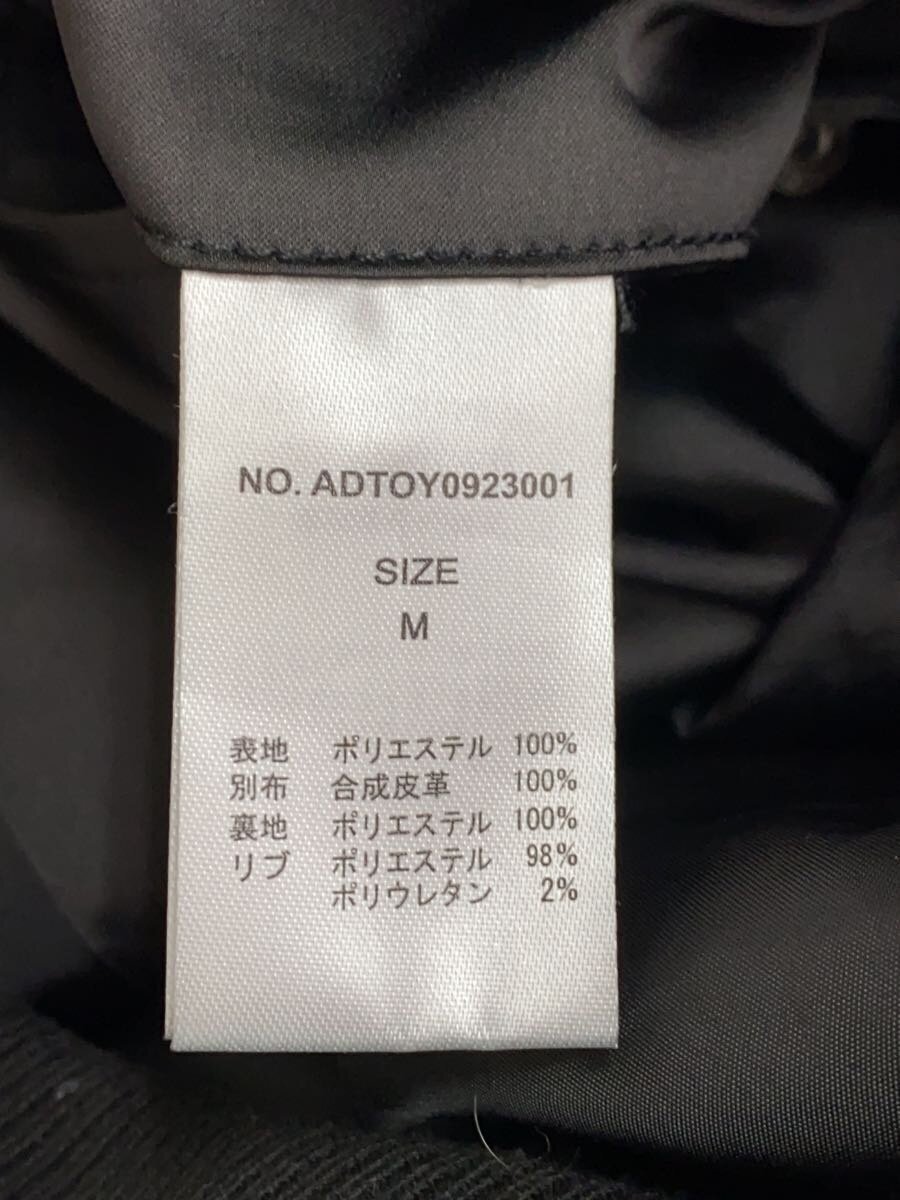 NO. ADTOY0923001
SIZE
M
表地 ポリエステル 100%
別布 合成皮革 100%
裏地 ポリエステル 100%
リブ ポリエステル 98%
ポリウレタン 2%